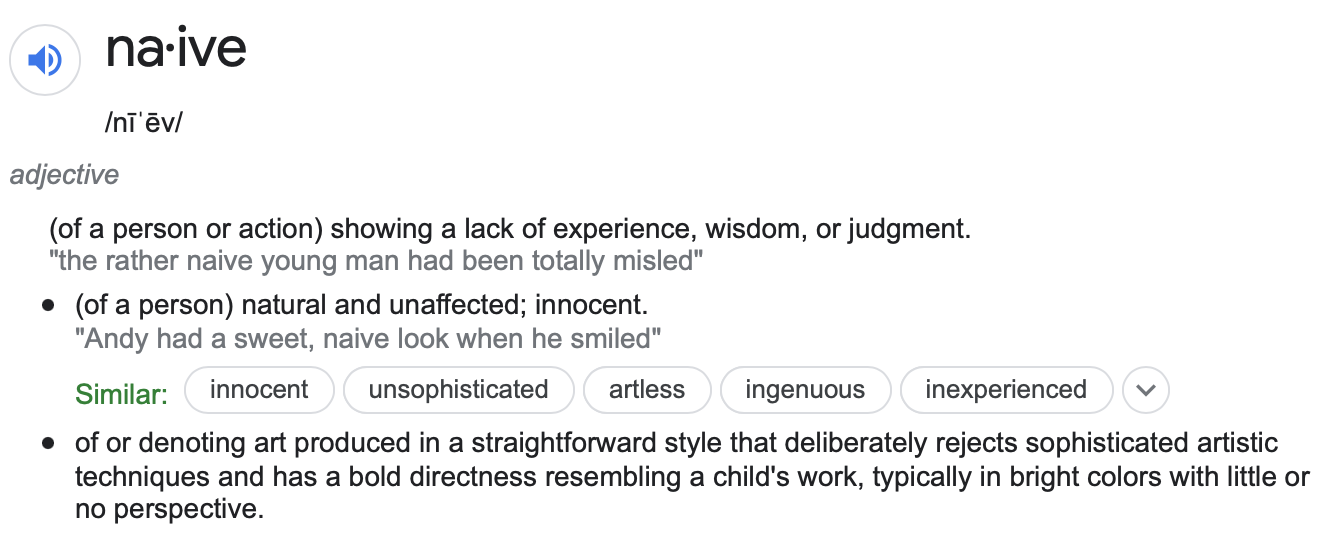 na·ive
/nīˈēv/
adjective
(of a person or action) showing a lack of experience, wisdom, or judgment.
"the rather naive young man had been totally misled"
(of a person) natural and unaffected; innocent.
"Andy had a sweet, naive look when he smiled"
Similar: innocent unsophisticated artless ingenuous inexperienced
of or denoting art produced in a straightforward style that deliberately rejects sophisticated artistic
techniques and has a bold directness resembling a child's work, typically in bright colors with little or
no perspective.